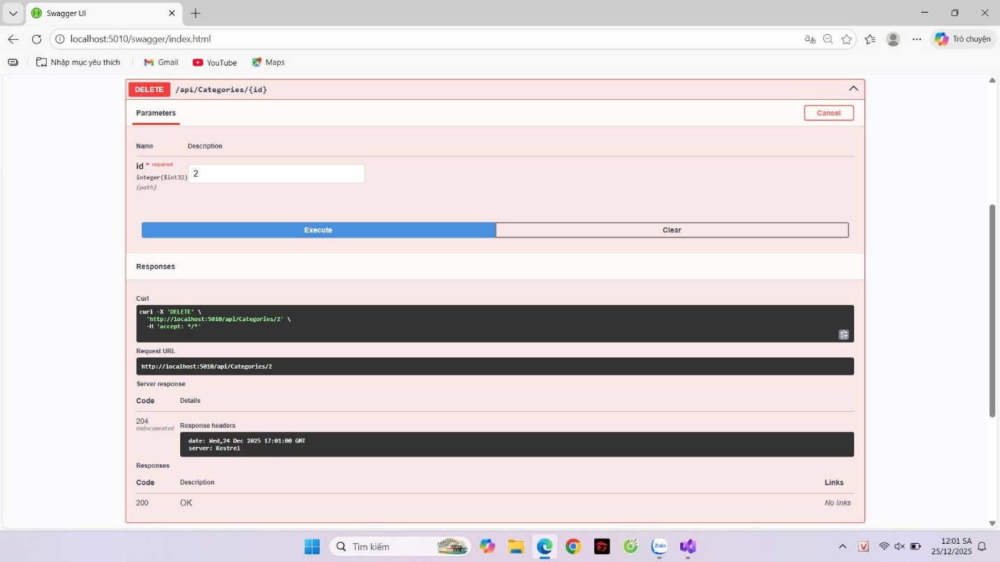 Swagger UI
localhost:5010/swagger/index.html
Trò chuyện
Nhập mục yêu thích
Gmail
YouTube
Maps
DELETE /api/Categories/{id}
Parameters
Cancel
Name Description
id * required
integer($int32)
(path)
2
Execute
Clear
Responses
Curl
curl -X 'DELETE' \
'http://localhost:5010/api/Categories/2' \
-H 'accept: */*'
Request URL
http://localhost:5010/api/Categories/2
Server response
Code Details
204
Undocumented
Response headers
date: Wed,24 Dec 2025 17:01:00 GMT
server: Kestrel
Responses
Code Description Links
200 OK No links
Tìm kiếm
Zalo
V
12:01 SA
25/12/2025